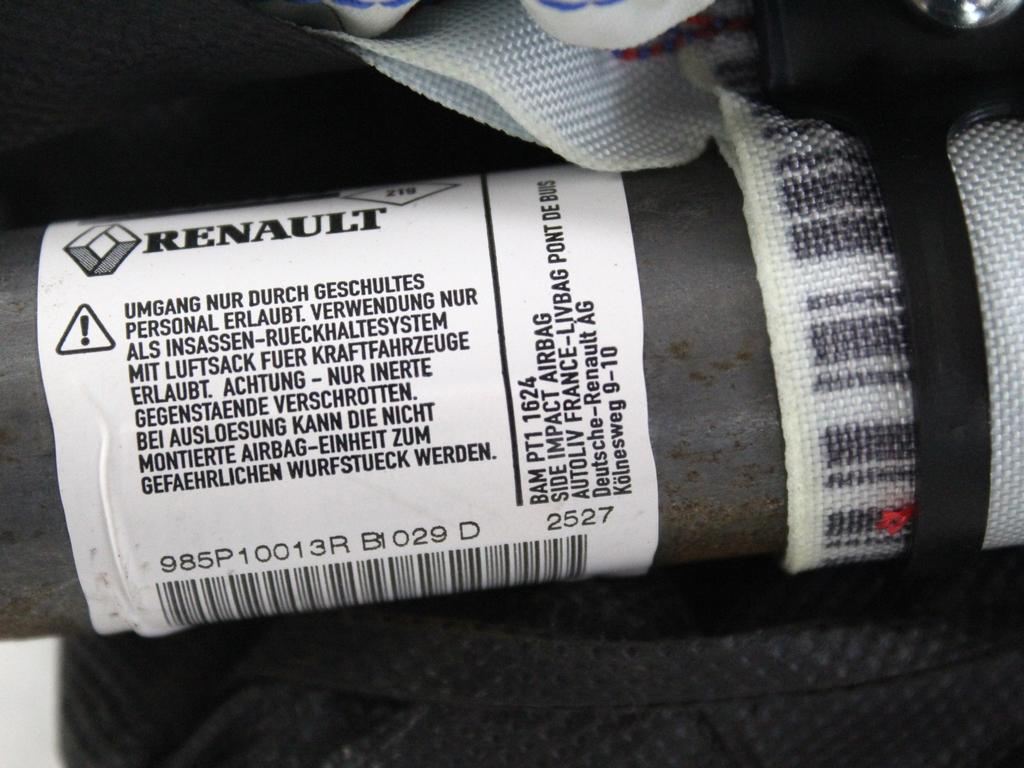 219
RENAULT
UMGANG NUR DURCH GESCHULTES
PERSONAL ERLAUBT. VERWENDUNG NUR
ALS INSASSEN-RUECKHALTESYSTEM
MIT LUFTSACK FUER KRAFTFAHRZEUGE
ERLAUBT. ACHTUNG - NUR INERTE
GEGENSTAENDE VERSCHROTTEN.
BEI AUSLOESUNG KANN DIE NICHT
MONTIERTE AIRBAG-EINHEIT ZUM
GEFAEHRLICHEN WURFSTUECK WERDEN.
BAM PT1 1624
SIDE IMPACT AIRBAG
AUTOLIV FRANCE-LIVBAG PONT DE BUIS
Deutsche-Renault AG
Kölnesweg 9-10
985P10013R B1029 D 2527